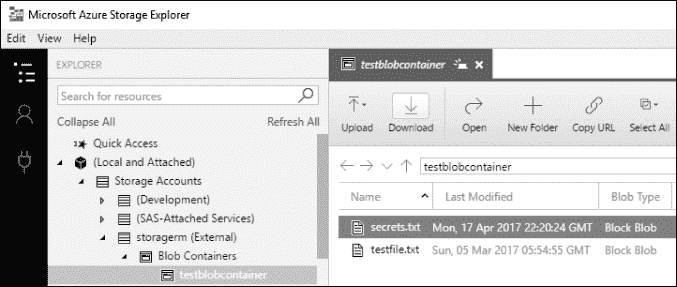 Microsoft Azure Storage Explorer
Edit View Help
EXPLORER
Search for resources
Collapse All Refresh All
Quick Access
(Local and Attached)
Storage Accounts
(Development)
(SAS-Attached Services)
storagerm (External)
Blob Containers
testblobcontainer
testblobcontainer
Upload Download Open New Folder Copy URL Select All
testblobcontainer
Name Last Modified Blob Type
secrets.txt Mon, 17 Apr 2017 22:20:24 GMT Block Blob
testfile.txt Sun, 05 Mar 2017 05:54:55 GMT Block Blob